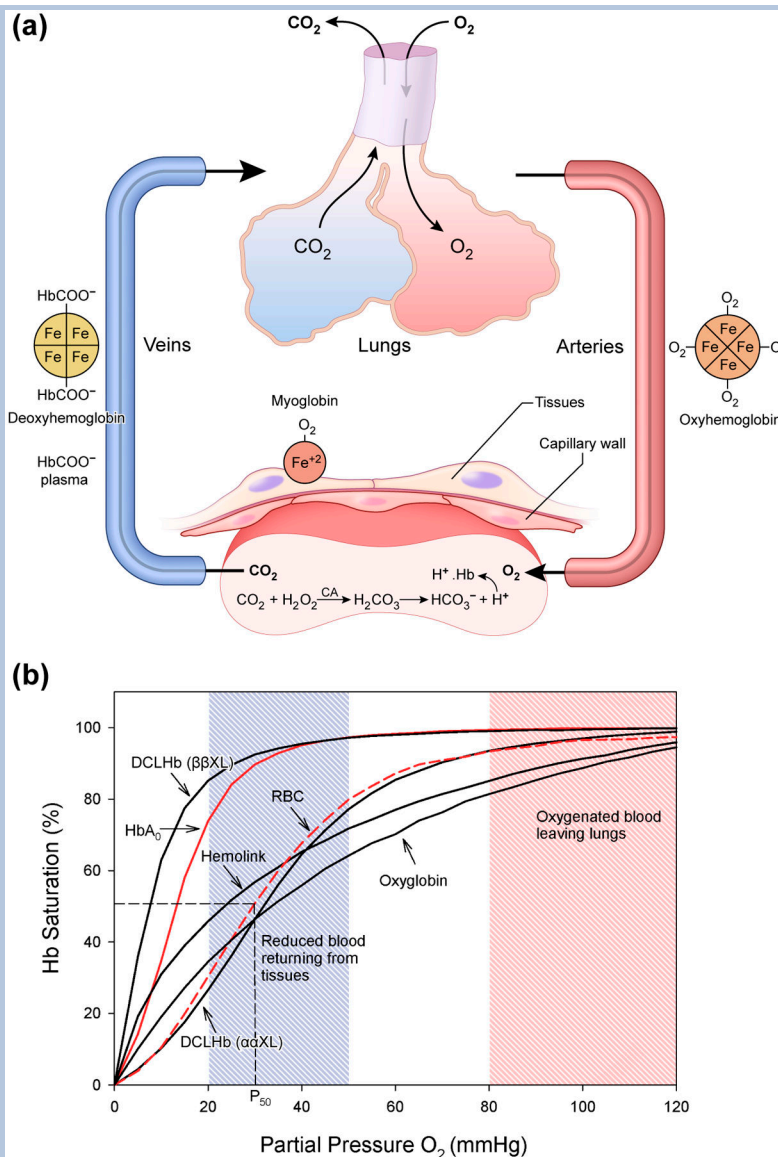 (a)
CO₂
O₂
CO₂
O₂
HbCOO⁻
Fe Fe
Fe Fe
HbCOO⁻
Deoxyhemoglobin
HbCOO⁻
plasma
Veins
Lungs
Arteries
O₂
O₂
Fe
Fe Fe
Fe
O₂
Oxyhemoglobin
Myoglobin
O₂
Fe⁺²
Tissues
Capillary wall
CO₂
O₂
H⁺ .Hb
CO₂ + H₂O₂ CA→ H₂CO₃ → HCO₃⁻ + H⁺
(b)
Hb Saturation (%)
100
80
60
40
20
0
DCLHb (ββXL)
HbA₀
Hemolink
RBC
Oxyglobin
DCLHb (ααXL)
Reduced blood
returning from
tissues
Oxygenated blood
leaving lungs
0 20 40 60 80 100 120
P₅₀
Partial Pressure O₂ (mmHg)